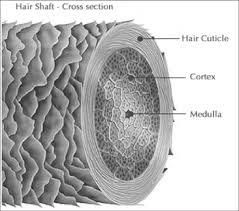 Hair Shaft - Cross section
Hair Cuticle
Cortex
Medulla